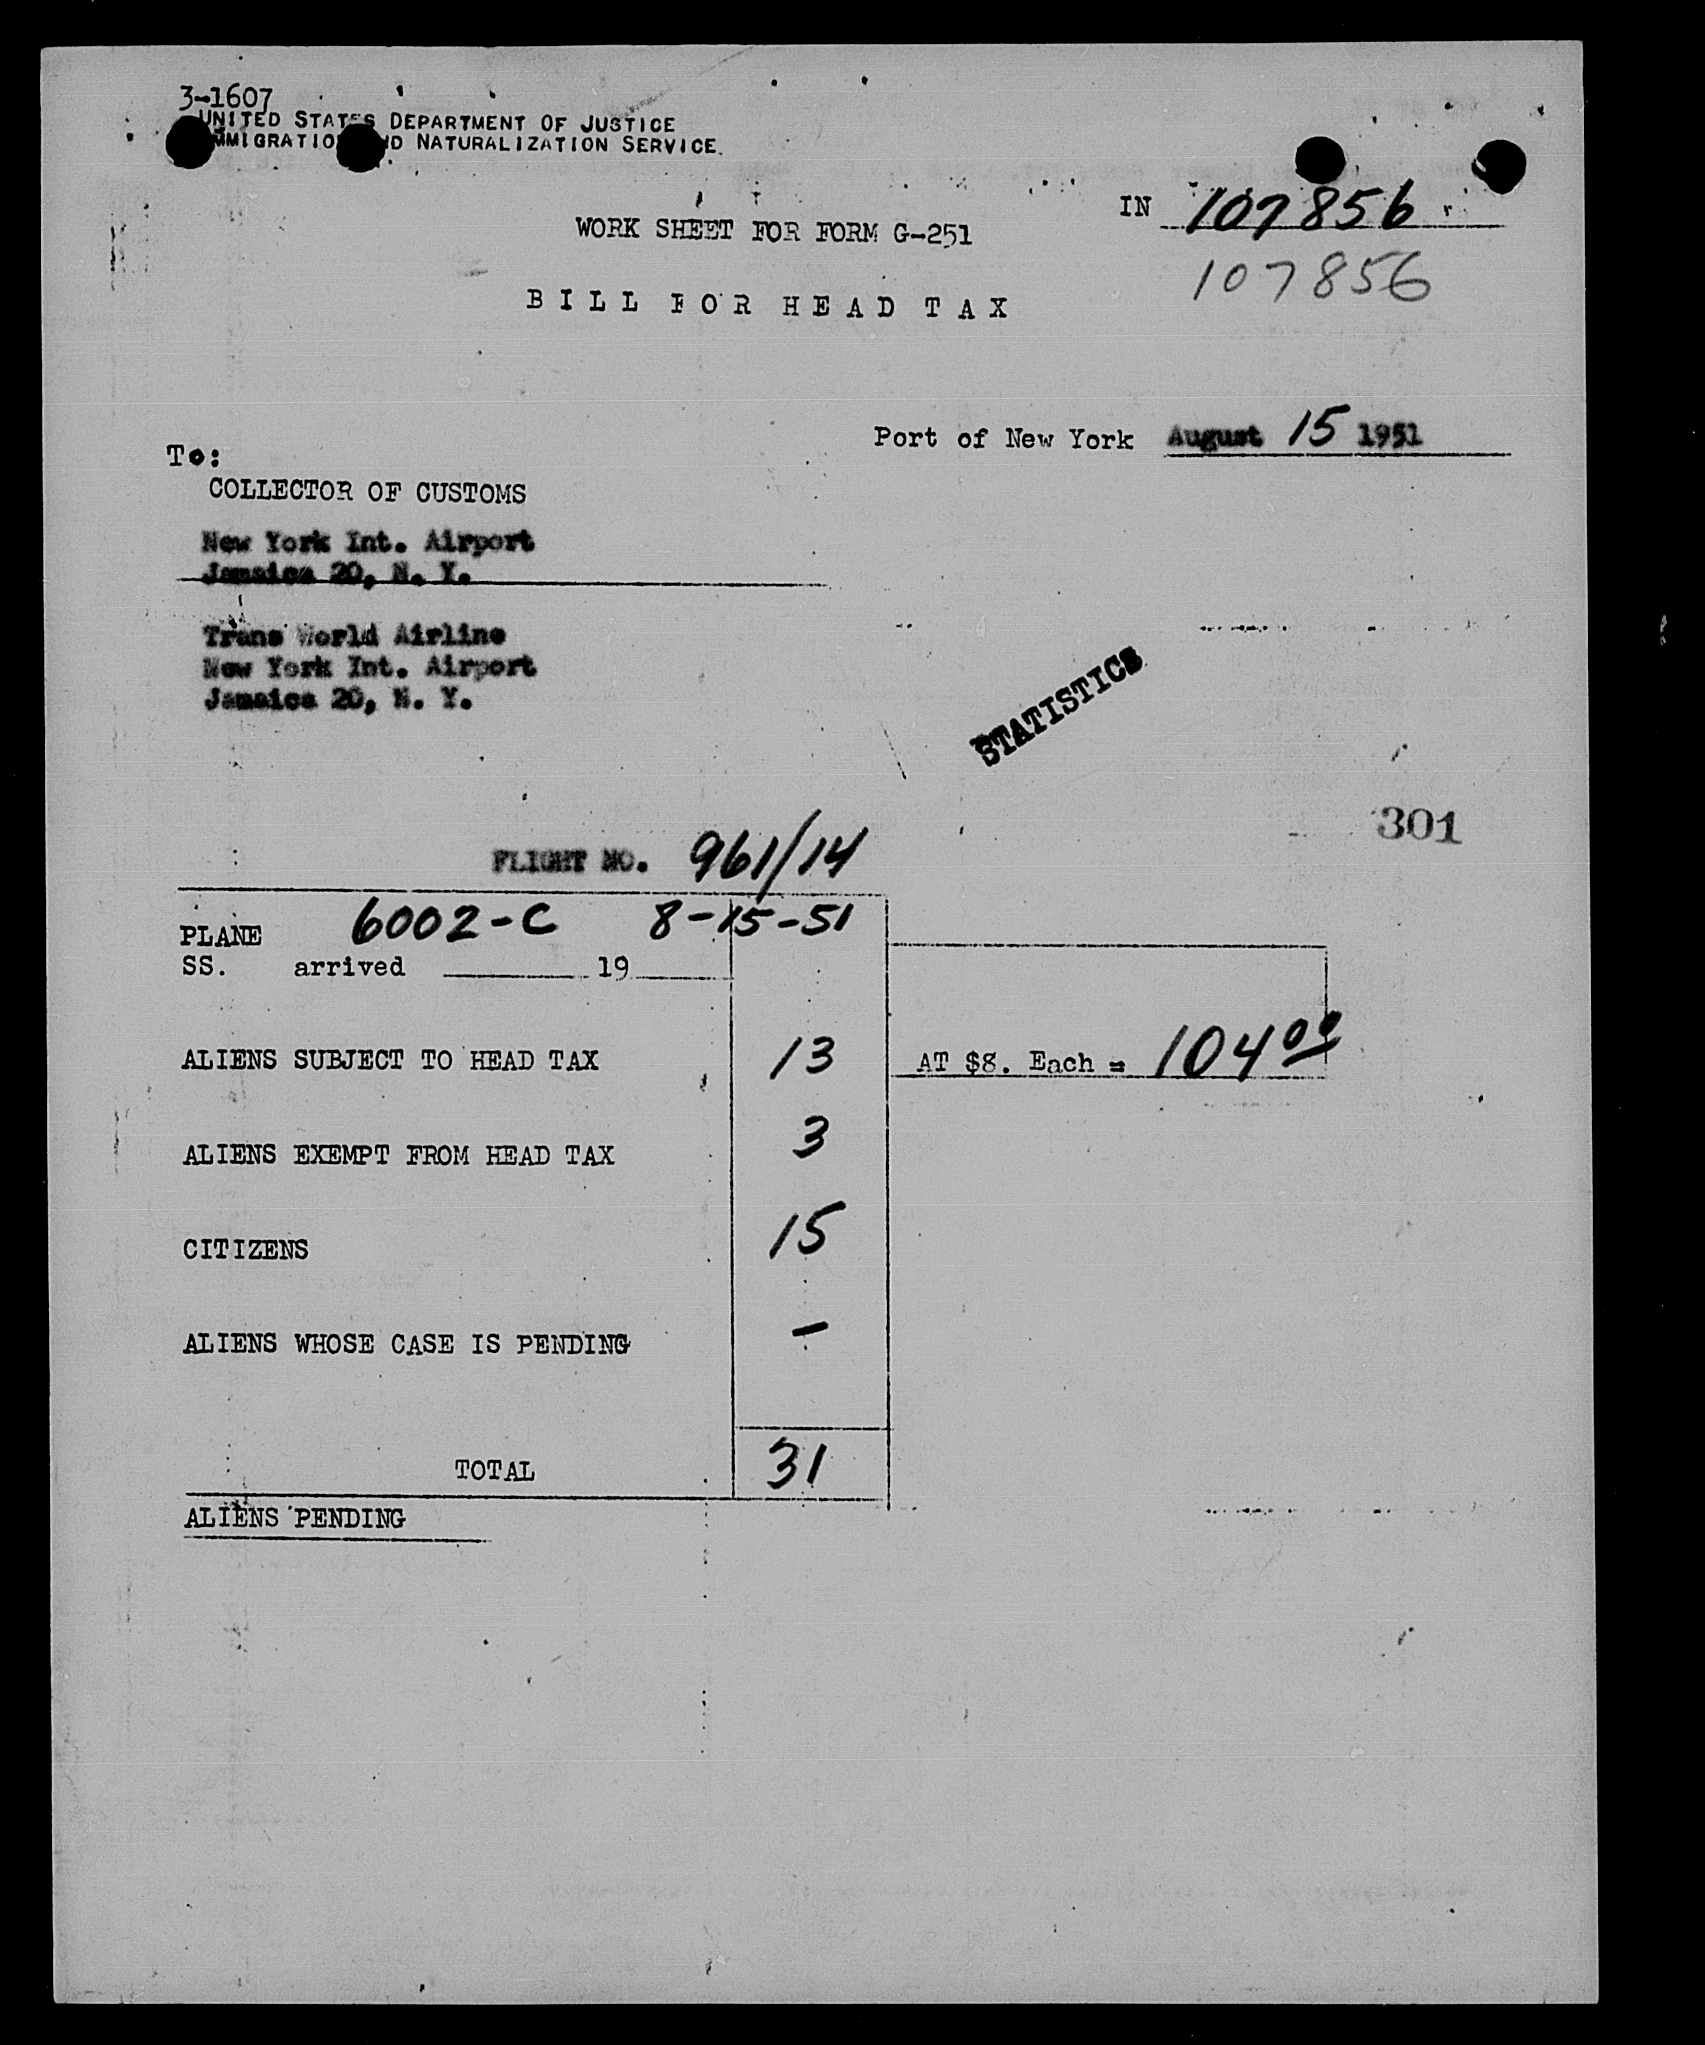 3-1607
UNITED STATES DEPARTMENT OF JUSTICE
IMMIGRATION AND NATURALIZATION SERVICE.
IN 107856
WORK SHEET FOR FORM G-251
107856
BILL FOR HEAD TAX
Port of New York August 15 1951
To:
COLLECTOR OF CUSTOMS
New York Int. Airport
Jamaica 20, N. Y.
Trans World Airline
New York Int. Airport
Jamaica 20, N. Y.
STATISTICS
301
FLIGHT NO. 961/14
PLANE 6002-C 8-15-51
SS. arrived 19
ALIENS SUBJECT TO HEAD TAX 13 AT $8. Each = 104 00
ALIENS EXEMPT FROM HEAD TAX 3
CITIZENS 15
ALIENS WHOSE CASE IS PENDING -
TOTAL 31
ALIENS PENDING